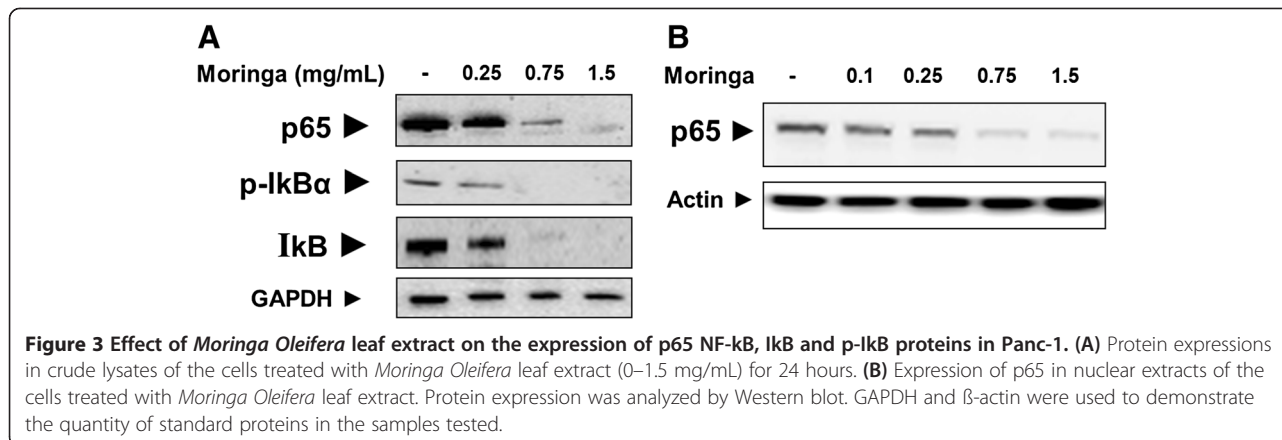 A
Moringa (mg/mL) - 0.25 0.75 1.5
p65 ►
p-IkBα ►
IkB ►
GAPDH ►
B
Moringa - 0.1 0.25 0.75 1.5
p65 ►
Actin ►
Figure 3 Effect of Moringa Oleifera leaf extract on the expression of p65 NF-kB, IkB and p-IkB proteins in Panc-1. (A) Protein expressions
in crude lysates of the cells treated with Moringa Oleifera leaf extract (0–1.5 mg/mL) for 24 hours. (B) Expression of p65 in nuclear extracts of the
cells treated with Moringa Oleifera leaf extract. Protein expression was analyzed by Western blot. GAPDH and ß-actin were used to demonstrate
the quantity of standard proteins in the samples tested.